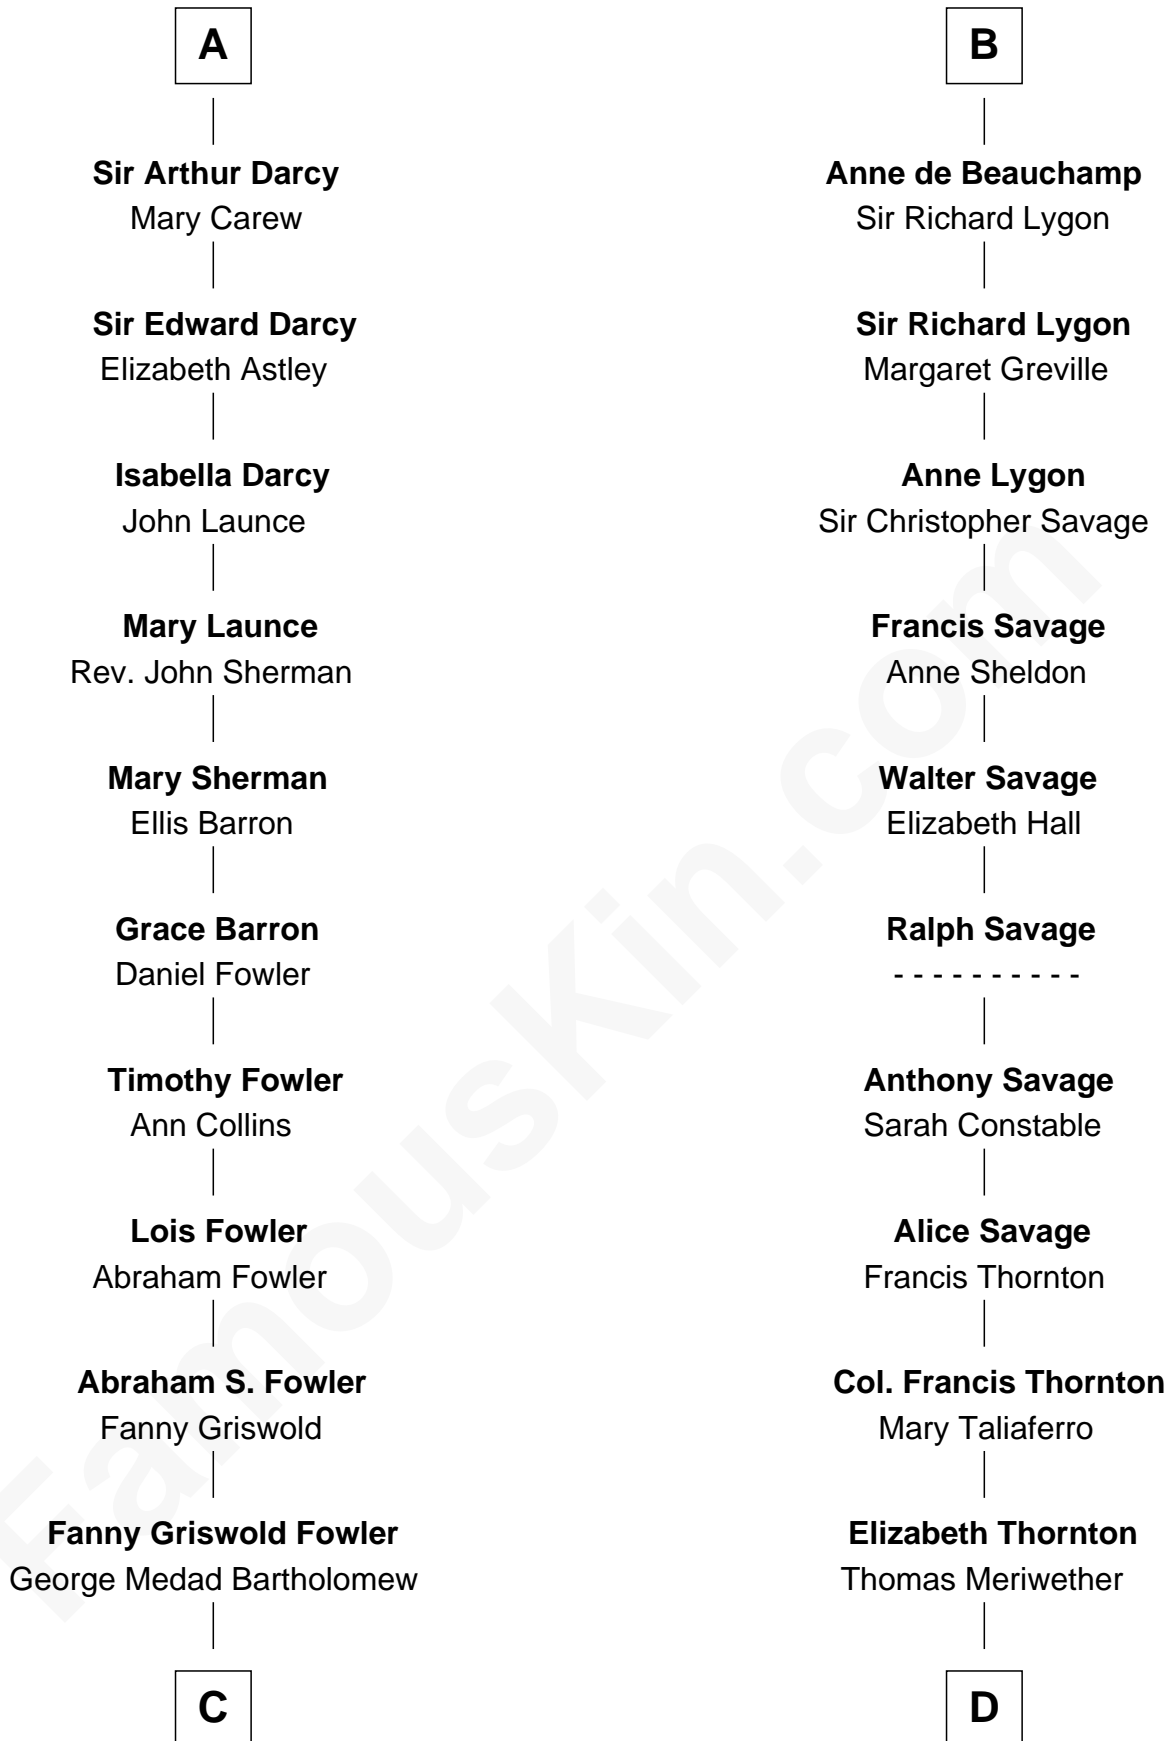 A
Sir Arthur Darcy
Mary Carew
Sir Edward Darcy
Elizabeth Astley
Isabella Darcy
John Launce
Mary Launce
Rev. John Sherman
Mary Sherman
Ellis Barron
Grace Barron
Daniel Fowler
Timothy Fowler
Ann Collins
Lois Fowler
Abraham Fowler
Abraham S. Fowler
Fanny Griswold
Fanny Griswold Fowler
George Medad Bartholomew
C
B
Anne de Beauchamp
Sir Richard Lygon
Sir Richard Lygon
Margaret Greville
Anne Lygon
Sir Christopher Savage
Francis Savage
Anne Sheldon
Walter Savage
Elizabeth Hall
Ralph Savage
- - - - - - - - - -
Anthony Savage
Sarah Constable
Alice Savage
Francis Thornton
Col. Francis Thornton
Mary Taliaferro
Elizabeth Thornton
Thomas Meriwether
D
FamousKin.com